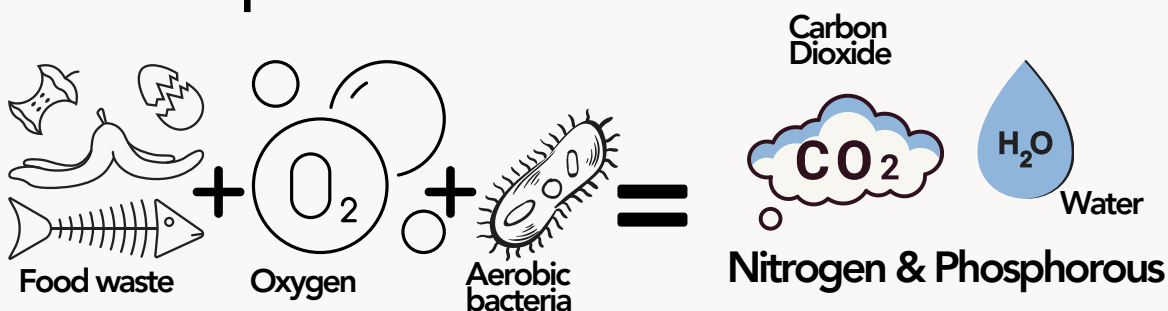 Carbon
Dioxide
O2
CO2
H2O
Water
Food waste
Oxygen
Aerobic
bacteria
Nitrogen & Phosphorous